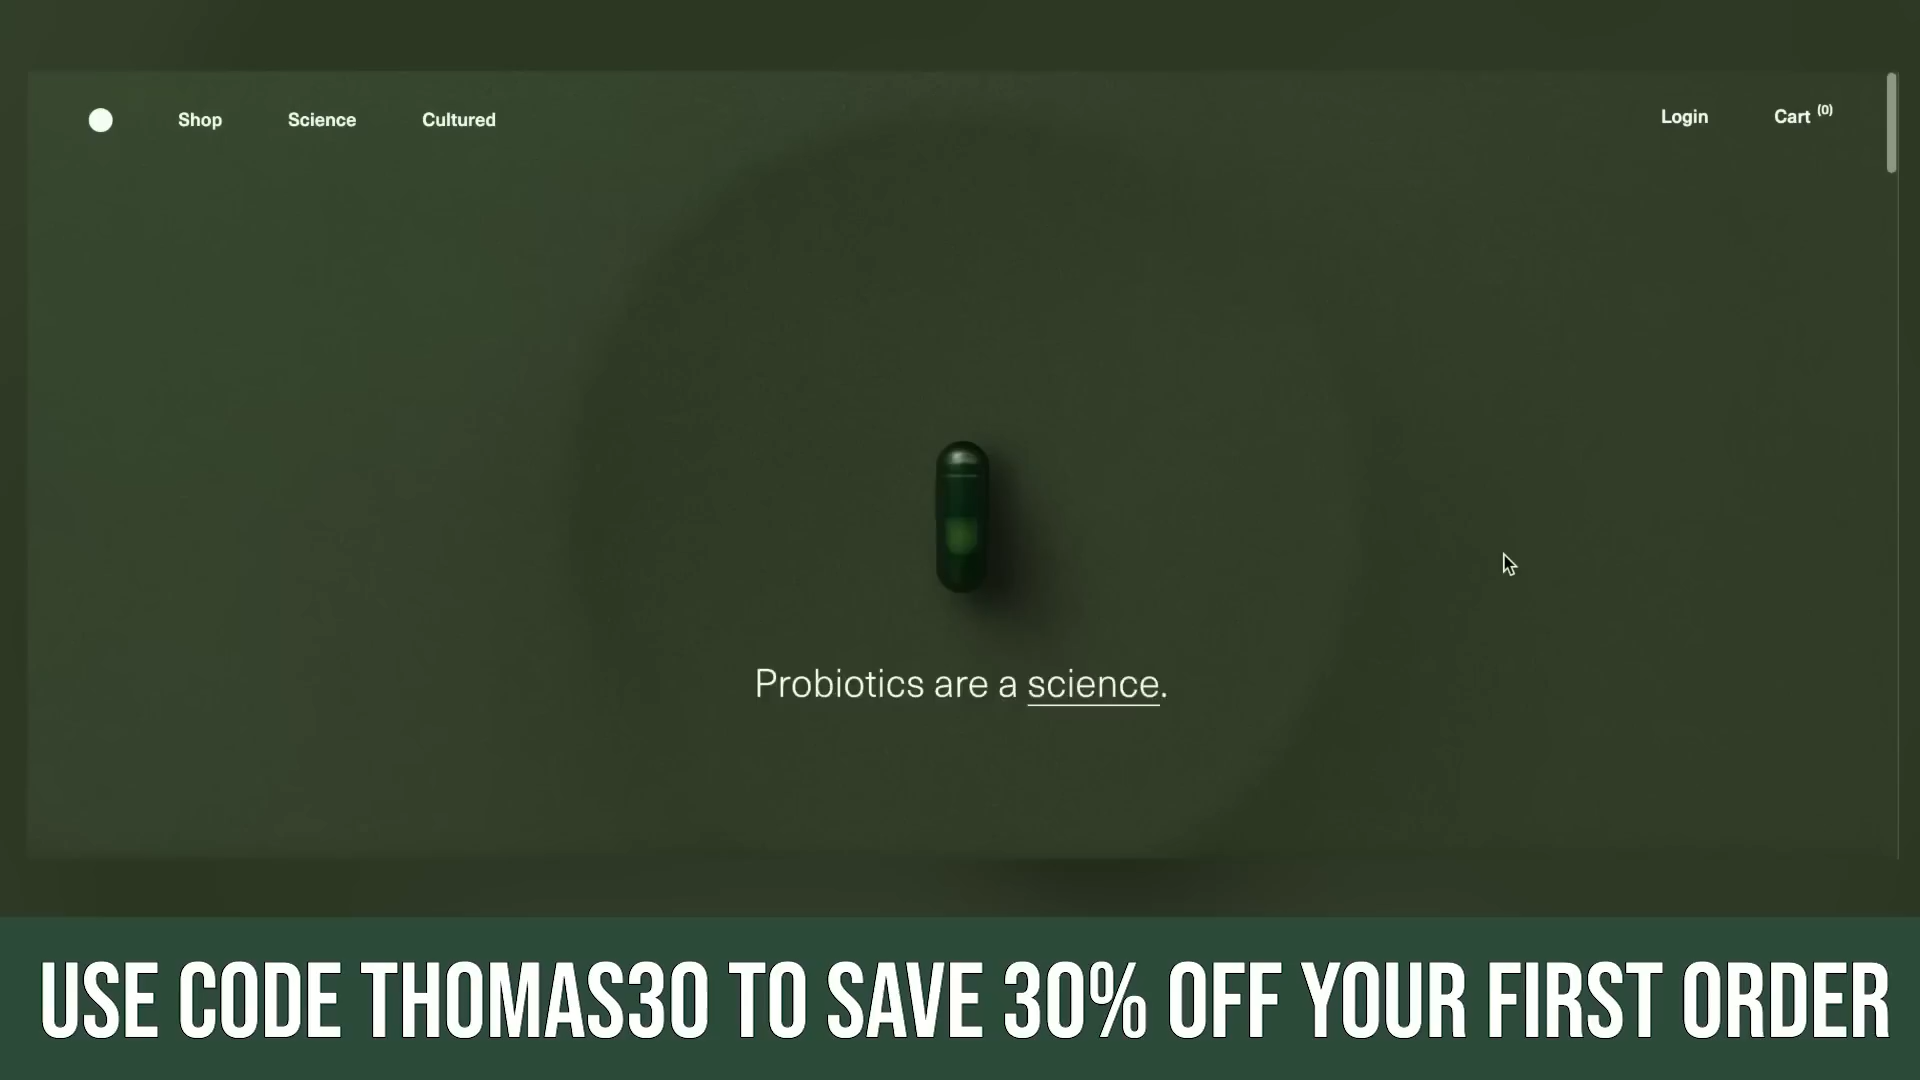 Shop Science Cultured Login Cart (0)
Probiotics are a science.
USE CODE THOMAS30 TO SAVE 30% OFF YOUR FIRST ORDER